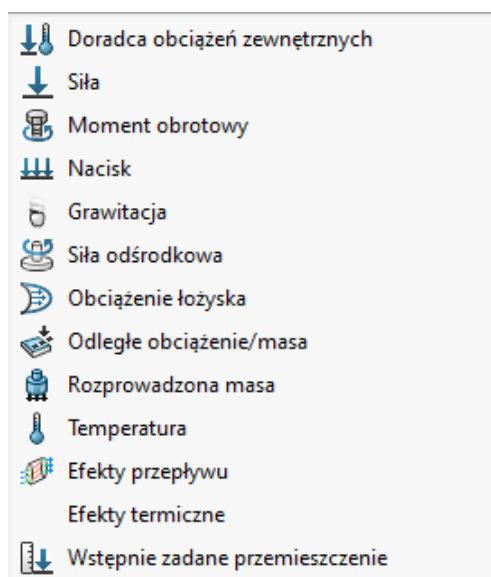 Doradca obciążeń zewnętrznych
Siła
Moment obrotowy
Nacisk
Grawitacja
Siła odśrodkowa
Obciążenie łożyska
Odległe obciążenie/masa
Rozprowadzona masa
Temperatura
Efekty przepływu
Efekty termiczne
Wstępnie zadane przemieszczenie